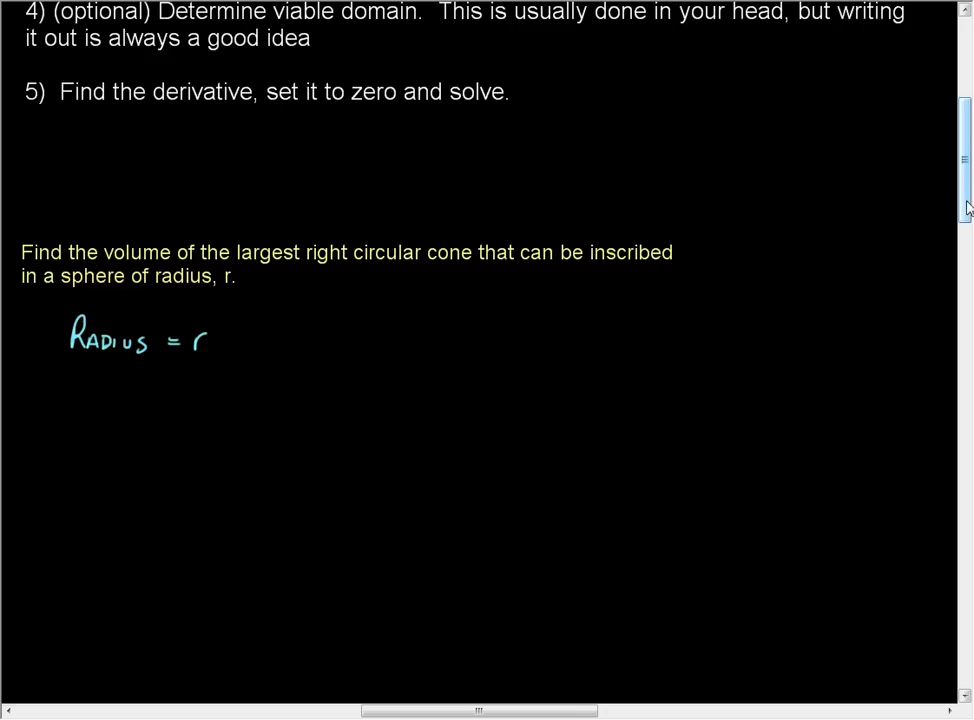 4) (optional) Determine viable domain.  This is usually done in your head, but writing
it out is always a good idea
5)  Find the derivative, set it to zero and solve.
Find the volume of the largest right circular cone that can be inscribed
in a sphere of radius, r.
RADIUS = r